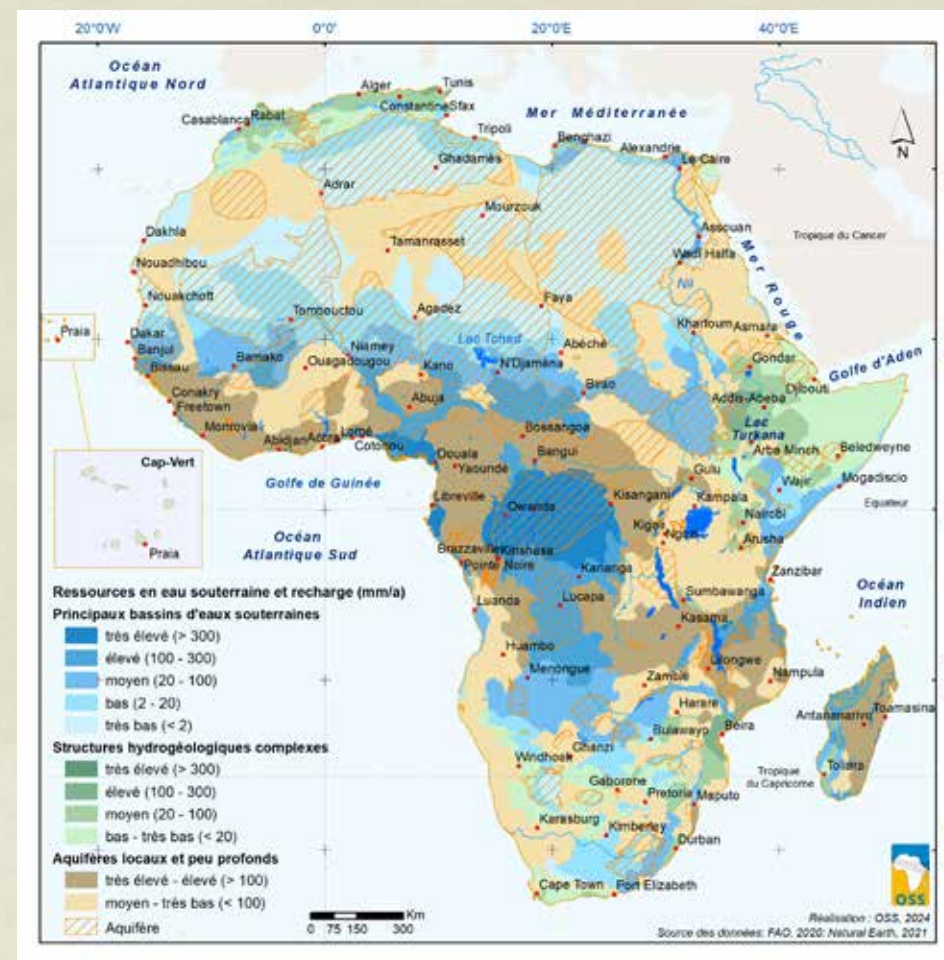 20°W 0°0' 20°E 40°E
Océan
Atlantique Nord
Alger
Tunis
Constantine
Sfax
Casablanca
Rabat
Tripoli
Mer Méditerranée
Benghazi
Alexandrie
Le Caire
N
Ghadamès
Adrar
Mourzouk
Assouan
Tropique du Cancer
Dakhla
Tamanrasset
Wadi Halfa
Mer Rouge
Nouadhibou
Nil
Nouakchott
Tombouctou
Agadez
Faya
Khartoum
Asmara
Praia
Dakar
Banjul
Bissau
Bamako
Niamey
Ouagadougou
Lac Tchad
Kano
N'Djaména
Abéché
Gondar
Golfe d'Aden
Djibouti
Conakry
Freetown
Abuja
Birao
Addis-Abeba
Monrovia
Abidjan
Accra
Lomé
Cotonou
Bossangoa
Lac
Turkana
Arba Minch
Beledweyne
Cap-Vert
Praia
Golfe de Guinée
Douala
Yaoundé
Bangui
Gulu
Wajir
Mogadiscio
Libreville
Owanda
Kisangani
Kampala
Equateur
Océan
Atlantique Sud
Kigali
Ngozi
Nairobi
Arusha
Brazzaville
Kinshasa
Pointe Noire
Kananga
Zanzibar
Océan
Indien
Luanda
Lucapa
Sumbawanga
Kasama
Huambo
Menongue
Lilongwe
Zambie
Nampula
Harare
Antananarivo
Toamasina
Bulawayo
Beira
Windhoek
Ghanzi
Tropique
du Capricorne
Toliara
Gaborone
Pretoria
Maputo
Karasburg
Kimberley
Durban
Cape Town
Port Elizabeth
Ressources en eau souterraine et recharge (mm/a)
Principaux bassins d'eaux souterraines
très élevé (> 300)
élevé (100 - 300)
moyen (20 - 100)
bas (2 - 20)
très bas (< 2)
Structures hydrogéologiques complexes
très élevé (> 300)
élevé (100 - 300)
moyen (20 - 100)
bas - très bas (< 20)
Aquifères locaux et peu profonds
très élevé - élevé (> 100)
moyen - très bas (< 100)
Aquifère
Km
0 75 150 300
OSS
Réalisation : OSS, 2024
Source des données: FAO, 2020; Natural Earth, 2021